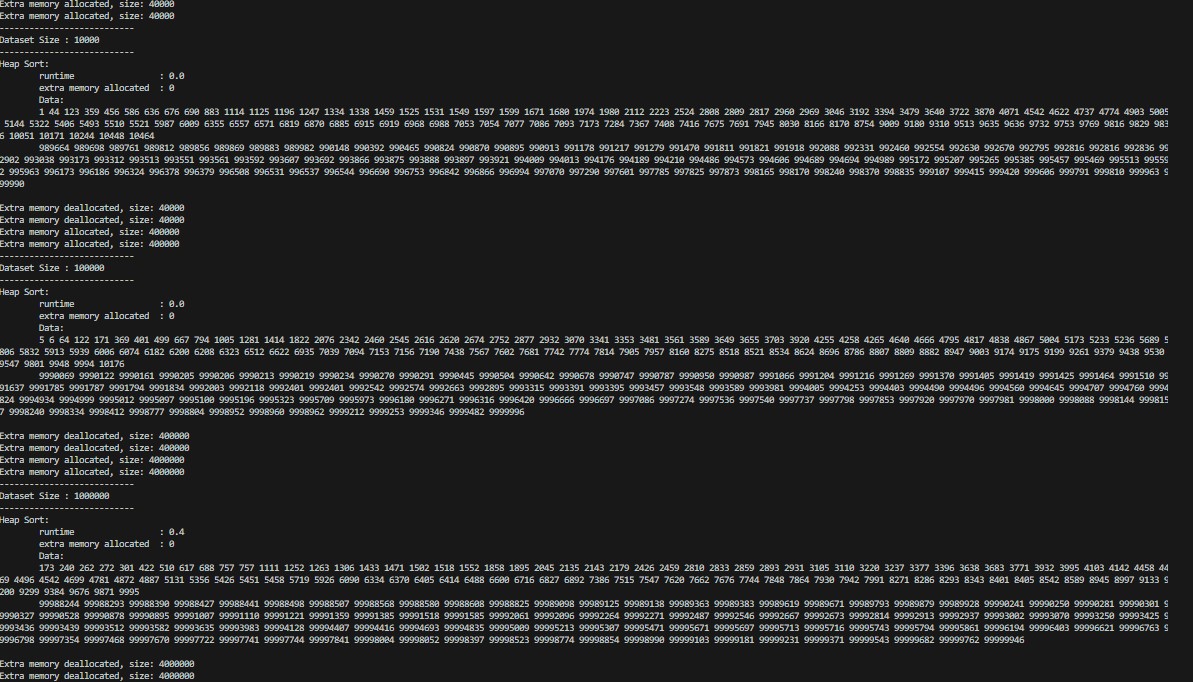 Extra memory allocated, size: 40000
Extra memory allocated, size: 40000
---------------------------
Dataset Size : 10000
---------------------------
Heap Sort:
runtime : 0.0
extra memory allocated : 0
Data:
1 44 123 359 456 586 636 676 690 883 1114 1125 1196 1247 1334 1338 1459 1525 1531 1549 1597 1599 1671 1680 1974 1980 2112 2223 2524 2808 2809 2817 2960 2969 3046 3192 3394 3479 3640 3722 3870 4071 4542 4622 4737 4774 4903 5005
5144 5322 5406 5493 5510 5521 5987 6009 6355 6557 6571 6819 6870 6885 6915 6919 6968 6988 7053 7054 7077 7086 7093 7173 7284 7367 7408 7416 7675 7691 7945 8030 8166 8170 8754 9009 9180 9310 9513 9635 9636 9732 9753 9769 9816 9829 983
6 10051 10171 10244 10448 10464
989664 989698 989761 989812 989856 989869 989883 989982 990148 990392 990465 990824 990870 990895 990913 991178 991217 991279 991470 991811 991821 991918 992088 992331 992460 992554 992630 992670 992795 992816 992816 992836 99
2902 993038 993173 993312 993513 993551 993561 993592 993607 993692 993866 993875 993888 993897 993921 994009 994013 994176 994189 994210 994486 994573 994606 994689 994694 994989 995172 995207 995265 995385 995457 995469 995513 99559
2 995963 996173 996186 996324 996378 996379 996508 996531 996537 996544 996690 996753 996842 996866 996994 997070 997290 997601 997785 997825 997873 998165 998170 998240 998370 998835 999107 999415 999420 999606 999791 999810 999963 9
99990
Extra memory deallocated, size: 40000
Extra memory deallocated, size: 40000
Extra memory allocated, size: 400000
Extra memory allocated, size: 400000
---------------------------
Dataset Size : 100000
---------------------------
Heap Sort:
runtime : 0.0
extra memory allocated : 0
Data:
5 6 64 122 171 369 401 499 667 794 1005 1281 1414 1822 2076 2342 2460 2545 2616 2620 2674 2752 2877 2932 3070 3341 3353 3481 3561 3589 3649 3655 3703 3920 4255 4258 4265 4640 4666 4795 4817 4838 4867 5004 5173 5233 5236 5689 5
806 5832 5913 5939 6006 6074 6182 6200 6208 6323 6512 6622 6935 7039 7094 7153 7156 7190 7438 7567 7602 7681 7742 7774 7814 7905 7957 8160 8275 8518 8521 8534 8624 8696 8786 8807 8809 8882 8947 9003 9174 9175 9199 9261 9379 9438 9530
9547 9801 9948 9994 10176
9990069 9990122 9990161 9990205 9990206 9990213 9990219 9990234 9990270 9990291 9990445 9990504 9990642 9990678 9990747 9990787 9990950 9990987 9991066 9991204 9991216 9991269 9991370 9991405 9991419 9991425 9991464 9991510 99
91637 9991785 9991787 9991794 9991834 9992003 9992118 9992401 9992401 9992542 9992574 9992663 9992895 9993315 9993391 9993395 9993457 9993548 9993589 9993981 9994005 9994253 9994403 9994490 9994496 9994560 9994645 9994707 9994760 9994
824 9994934 9994999 9995012 9995097 9995100 9995196 9995323 9995709 9995973 9996180 9996271 9996316 9996420 9996666 9996697 9997086 9997274 9997536 9997540 9997737 9997798 9997853 9997920 9997970 9997981 9998000 9998088 9998144 999815
7 9998240 9998334 9998412 9998777 9998804 9998952 9998960 9998962 9999212 9999253 9999346 9999482 9999996
Extra memory deallocated, size: 400000
Extra memory deallocated, size: 400000
Extra memory allocated, size: 4000000
Extra memory allocated, size: 4000000
---------------------------
Dataset Size : 1000000
---------------------------
Heap Sort:
runtime : 0.4
extra memory allocated : 0
Data:
173 240 262 272 301 422 510 617 688 757 757 1111 1252 1263 1306 1433 1471 1502 1518 1552 1858 1895 2045 2135 2143 2179 2426 2459 2810 2833 2859 2893 2931 3105 3110 3220 3237 3377 3396 3638 3683 3771 3932 3995 4103 4142 4458 44
69 4496 4542 4699 4781 4872 4887 5131 5356 5426 5451 5458 5719 5926 6090 6334 6370 6405 6414 6488 6600 6716 6827 6892 7386 7515 7547 7620 7662 7676 7744 7848 7864 7930 7942 7991 8271 8286 8293 8343 8401 8405 8542 8589 8945 8997 9133 9
200 9299 9384 9676 9871 9995
99988244 99988293 99988390 99988427 99988441 99988498 99988507 99988568 99988580 99988608 99988825 99989098 99989125 99989138 99989363 99989383 99989619 99989671 99989793 99989879 99989928 99990241 99990250 99990281 99990301 9
9990327 99990528 99990878 99990895 99991007 99991110 99991221 99991359 99991385 99991518 99991585 99992061 99992096 99992264 99992271 99992487 99992546 99992667 99992673 99992814 99992913 99992937 99993002 99993070 99993250 99993425 9
9993436 99993439 99993512 99993582 99993635 99993983 99994128 99994407 99994416 99994693 99994835 99995009 99995213 99995307 99995471 99995671 99995697 99995713 99995716 99995743 99995794 99995861 99996194 99996403 99996621 99996763 9
9996798 99997354 99997468 99997670 99997722 99997741 99997744 99997841 99998004 99998052 99998397 99998523 99998774 99998854 99998990 99999103 99999181 99999231 99999371 99999543 99999682 99999762 99999946
Extra memory deallocated, size: 4000000
Extra memory deallocated, size: 4000000